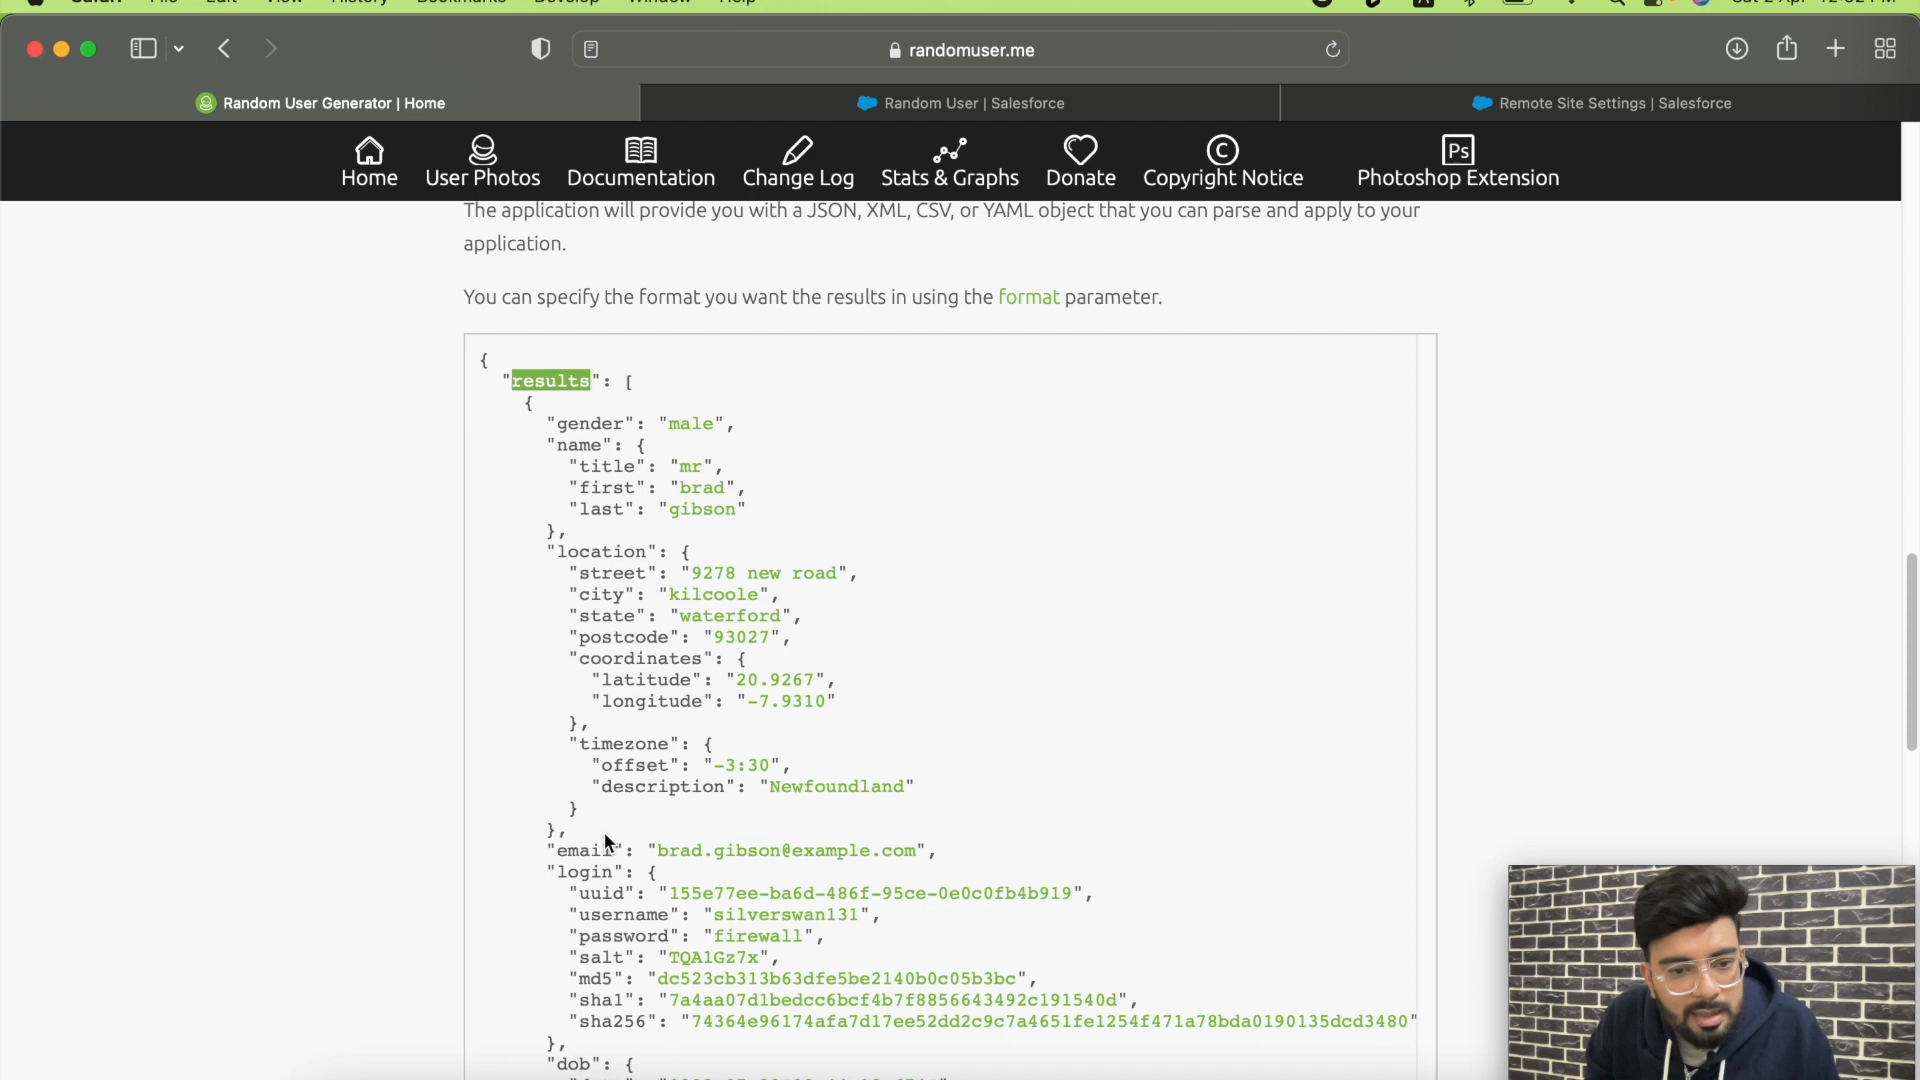 randomuser.me
Random User Generator | Home
Random User | Salesforce
Remote Site Settings | Salesforce
Home
User Photos
Documentation
Change Log
Stats & Graphs
Donate
Copyright Notice
Ps
Photoshop Extension
The application will provide you with a JSON, XML, CSV, or YAML object that you can parse and apply to your
application.
You can specify the format you want the results in using the format parameter.
{
"results": [
{
"gender": "male",
"name": {
"title": "mr",
"first": "brad",
"last": "gibson"
},
"location": {
"street": "9278 new road",
"city": "kilcoole",
"state": "waterford",
"postcode": "93027",
"coordinates": {
"latitude": "20.9267",
"longitude": "-7.9310"
},
"timezone": {
"offset": "-3:30",
"description": "Newfoundland"
}
},
"email": "brad.gibson@example.com",
"login": {
"uuid": "155e77ee-ba6d-486f-95ce-0e0c0fb4b919",
"username": "silverswan131",
"password": "firewall",
"salt": "TQA1Gz7x",
"md5": "dc523cb313b63dfe5be2140b0c05b3bc",
"sha1": "7a4aa07d1bedcc6bcf4b7f8856643492c191540d",
"sha256": "74364e96174afa7d17ee52dd2c9c7a4651fe1254f471a78bda0190135dcd3480"
},
"dob": {